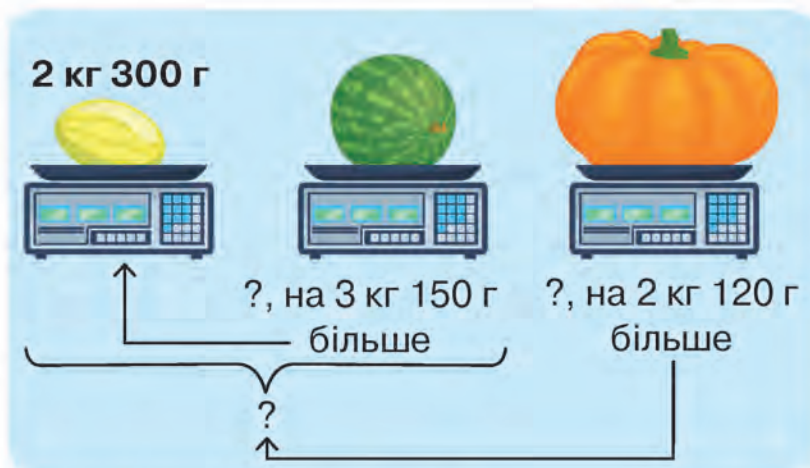 2 кг 300 г
?, на 3 кг 150 г
більше
?, на 2 кг 120 г
більше
?